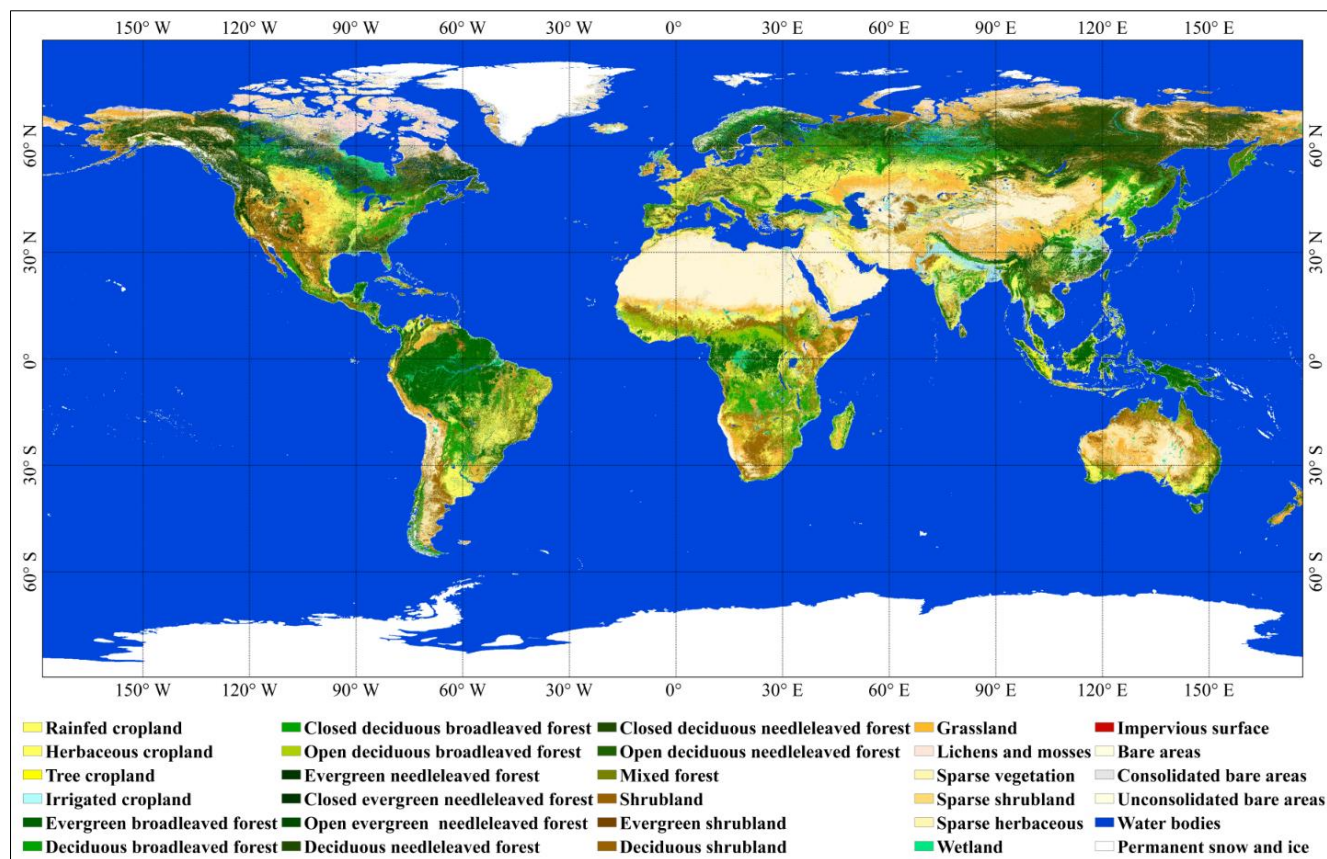 150° W 120° W 90° W 60° W 30° W 0° 30° E 60° E 90° E 120° E 150° E
60° N 60° N
30° N 30° N
0° 0°
30° S 30° S
60° S 60° S
150° W 120° W 90° W 60° W 30° W 0° 30° E 60° E 90° E 120° E 150° E
Rainfed cropland Closed deciduous broadleaved forest Closed deciduous needleleaved forest Grassland Impervious surface
Herbaceous cropland Open deciduous broadleaved forest Open deciduous needleleaved forest Lichens and mosses Bare areas
Tree cropland Evergreen needleleaved forest Mixed forest Sparse vegetation Consolidated bare areas
Irrigated cropland Closed evergreen needleleaved forest Shrubland Sparse shrubland Unconsolidated bare areas
Evergreen broadleaved forest Open evergreen needleleaved forest Evergreen shrubland Sparse herbaceous Water bodies
Deciduous broadleaved forest Deciduous needleleaved forest Deciduous shrubland Wetland Permanent snow and ice